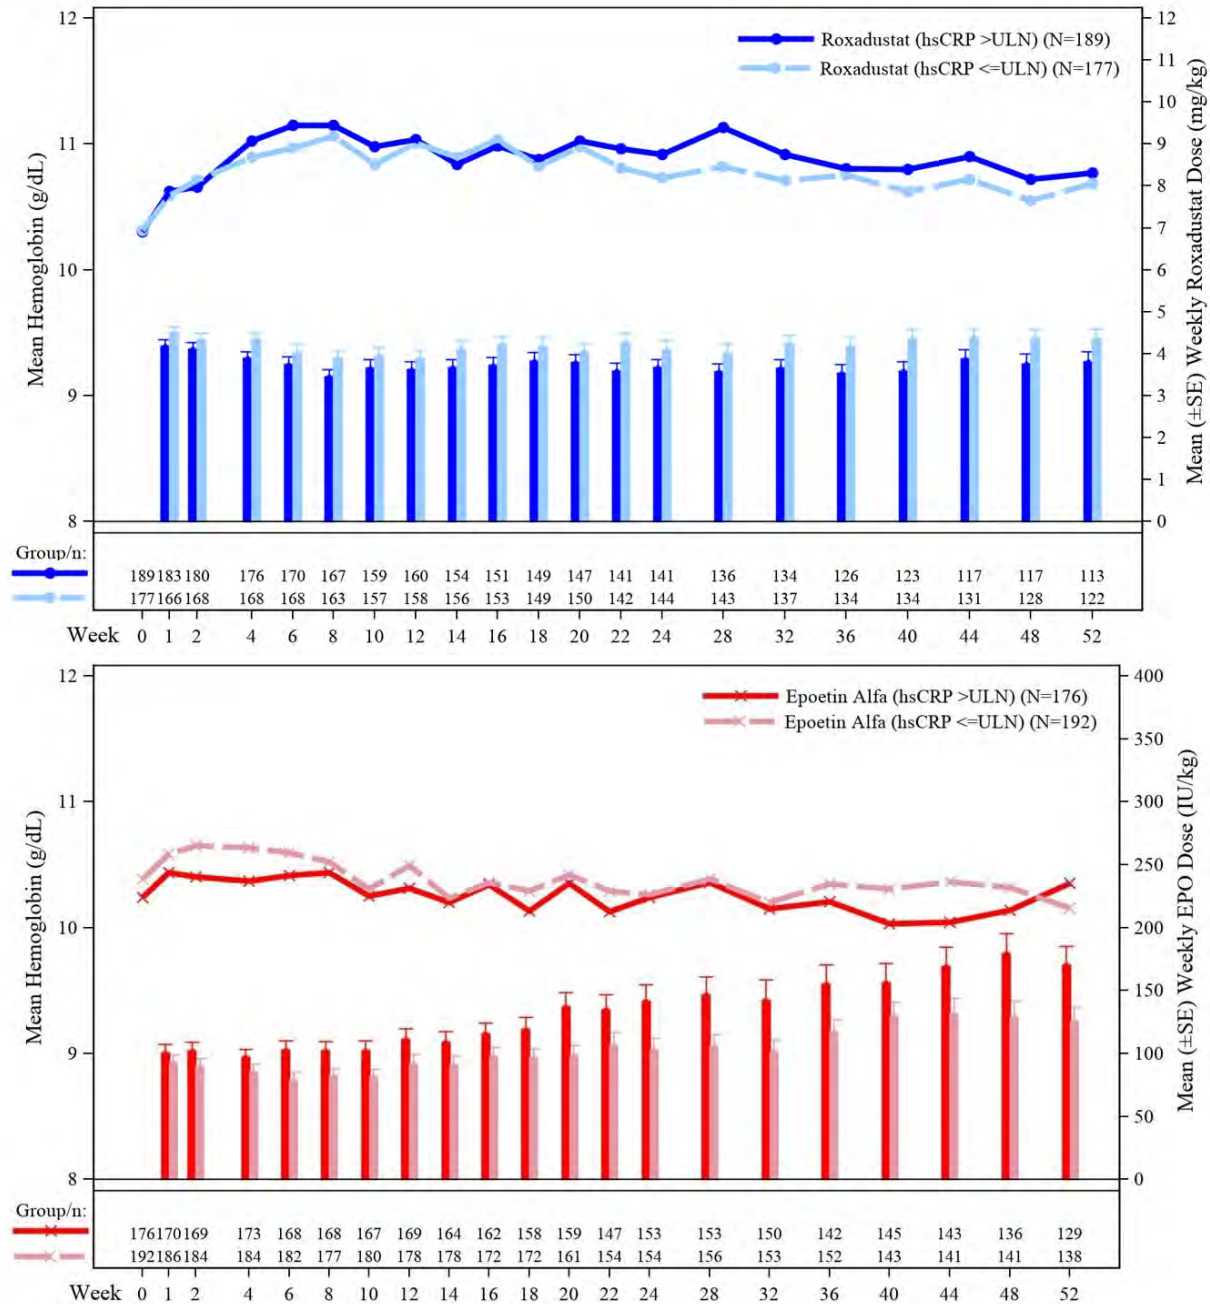 12
11
10
9
8
Mean Hemoglobin (g/dL)
Roxadustat (hsCRP >ULN) (N=189)
Roxadustat (hsCRP <=ULN) (N=177)
12
11
10
9
8
7
6
5
4
3
2
1
0
Mean (±SE) Weekly Roxadustat Dose (mg/kg)
Group/n:
189 183 180 176 170 167 159 160 154 151 149 147 141 141 136 134 126 123 117 117 113
177 166 168 168 168 163 157 158 156 153 149 150 142 144 143 137 134 134 131 128 122
Week 0 1 2 4 6 8 10 12 14 16 18 20 22 24 28 32 36 40 44 48 52
12
11
10
9
8
Mean Hemoglobin (g/dL)
Epoetin Alfa (hsCRP >ULN) (N=176)
Epoetin Alfa (hsCRP <=ULN) (N=192)
400
350
300
250
200
150
100
50
0
Mean (±SE) Weekly EPO Dose (IU/kg)
Group/n:
176 170 169 173 168 168 167 169 164 162 158 159 147 153 153 150 142 145 143 136 129
192 186 184 184 182 177 180 178 178 172 172 161 154 154 156 153 152 143 141 141 138
Week 0 1 2 4 6 8 10 12 14 16 18 20 22 24 28 32 36 40 44 48 52